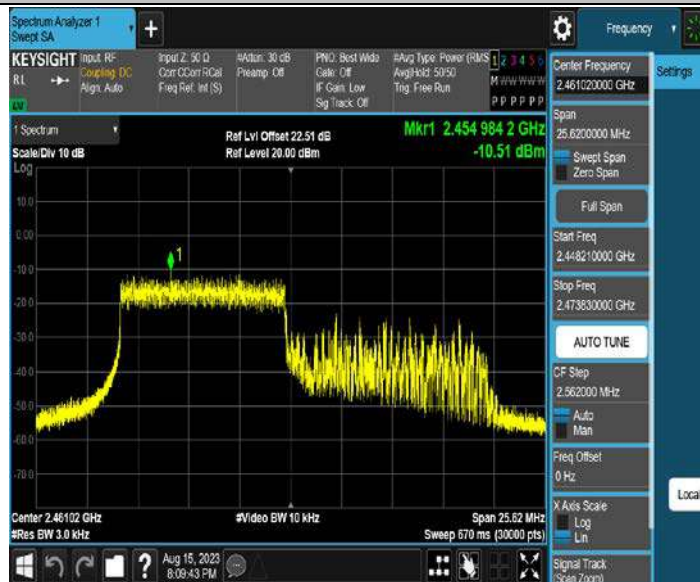 Spectrum Analyzer 1
Swept SA
+
Frequency
KEYSIGHT
Input: RF
Coupling: DC
Align: Auto
Input Z: 50 Ω
Corr CCorr RCal
Freq Ref: Int (S)
#Atten: 30 dB
Preamp: Off
PNO: Best Wide
Gate: Off
IF Gain: Low
Sig Track: Off
#Avg Type: Power (RMS
Avg|Hold: 50/50
Trig: Free Run
1 2 3 4 5 6
M W W W W W
P P P P P P
RL
Center Frequency
2.461020000 GHz
Settings
Span
25.6200000 MHz
Swept Span
Zero Span
Full Span
Start Freq
2.448210000 GHz
Stop Freq
2.473830000 GHz
AUTO TUNE
CF Step
2.562000 MHz
Auto
Man
Freq Offset
0 Hz
X Axis Scale
Log
Lin
Local
Signal Track
(Span Zoom)
1 Spectrum
Scale/Div 10 dB
Ref Lvl Offset 22.51 dB
Ref Level 20.00 dBm
Mkr1 2.454 984 2 GHz
-10.51 dBm
Log
10.0
0.00
-10.0
-20.0
-30.0
-40.0
-50.0
-60.0
-70.0
1
Center 2.46102 GHz
#Res BW 3.0 kHz
#Video BW 10 kHz
Span 25.62 MHz
Sweep 670 ms (30000 pts)
?
Aug 15, 2023
8:09:43 PM